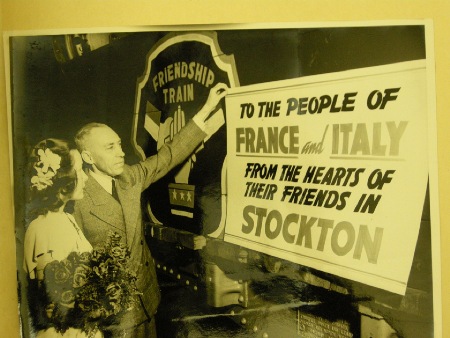 FRIENDSHIP
TRAIN
TO THE PEOPLE OF
FRANCE and ITALY
FROM THE HEARTS OF
THEIR FRIENDS IN
STOCKTON